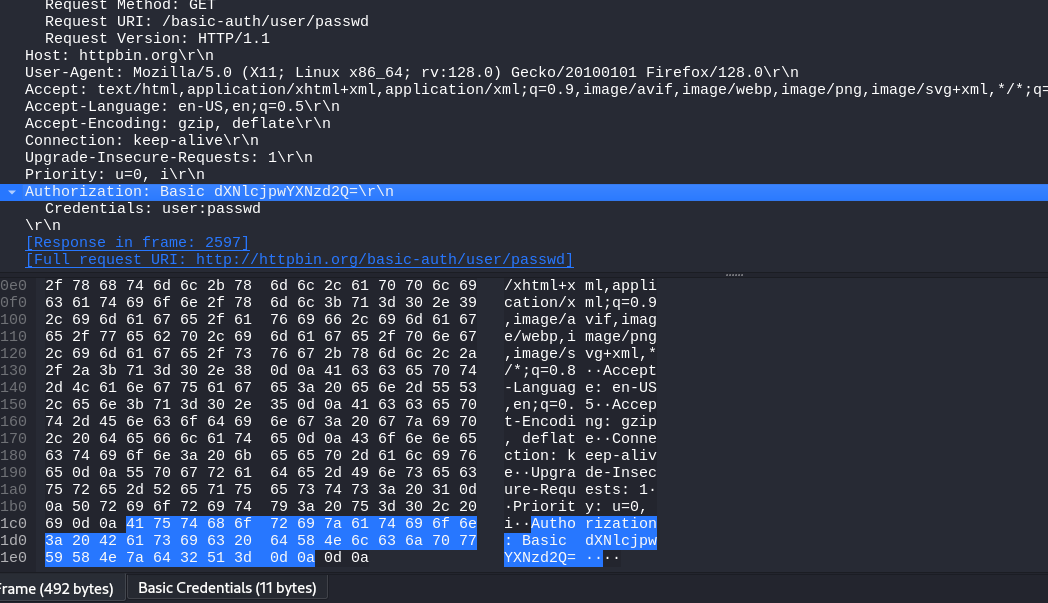 Request Method: GET
Request URI: /basic-auth/user/passwd
Request Version: HTTP/1.1
Host: httpbin.org\r\n
User-Agent: Mozilla/5.0 (X11; Linux x86_64; rv:128.0) Gecko/20100101 Firefox/128.0\r\n
Accept: text/html,application/xhtml+xml,application/xml;q=0.9,image/avif,image/webp,image/png,image/svg+xml,*/*;q=
Accept-Language: en-US,en;q=0.5\r\n
Accept-Encoding: gzip, deflate\r\n
Connection: keep-alive\r\n
Upgrade-Insecure-Requests: 1\r\n
Priority: u=0, i\r\n
Authorization: Basic dXNlcjpwYXNzd2Q=\r\n
Credentials: user:passwd
\r\n
[Response in frame: 2597]
[Full request URI: http://httpbin.org/basic-auth/user/passwd]
0e0 2f 78 68 74 6d 6c 2b 78 6d 6c 2c 61 70 70 6c 69 /xhtml+x ml,appli
0f0 63 61 74 69 6f 6e 2f 78 6d 6c 3b 71 3d 30 2e 39 cation/x ml;q=0.9
100 2c 69 6d 61 67 65 2f 61 76 69 66 2c 69 6d 61 67 ,image/a vif,imag
110 65 2f 77 65 62 70 2c 69 6d 61 67 65 2f 70 6e 67 e/webp,i mage/png
120 2c 69 6d 61 67 65 2f 73 76 67 2b 78 6d 6c 2c 2a ,image/s vg+xml,*
130 2f 2a 3b 71 3d 30 2e 38 0d 0a 41 63 63 65 70 74 /*;q=0.8 ··Accept
140 2d 4c 61 6e 67 75 61 67 65 3a 20 65 6e 2d 55 53 -Languag e: en-US
150 2c 65 6e 3b 71 3d 30 2e 35 0d 0a 41 63 63 65 70 ,en;q=0. 5··Accep
160 74 2d 45 6e 63 6f 64 69 6e 67 3a 20 67 7a 69 70 t-Encodi ng: gzip
170 2c 20 64 65 66 6c 61 74 65 0d 0a 43 6f 6e 6e 65 , deflat e··Conne
180 63 74 69 6f 6e 3a 20 6b 65 65 70 2d 61 6c 69 76 ction: k eep-aliv
190 65 0d 0a 55 70 67 72 61 64 65 2d 49 6e 73 65 63 e··Upgra de-Insec
1a0 75 72 65 2d 52 65 71 75 65 73 74 73 3a 20 31 0d ure-Requ ests: 1·
1b0 0a 50 72 69 6f 72 69 74 79 3a 20 75 3d 30 2c 20 ·Priorit y: u=0,
1c0 69 0d 0a 41 75 74 68 6f 72 69 7a 61 74 69 6f 6e i··Autho rization
1d0 3a 20 42 61 73 69 63 20 64 58 4e 6c 63 6a 70 77 : Basic dXNlcjpw
1e0 59 58 4e 7a 64 32 51 3d 0d 0a 0d 0a YXNzd2Q= ····
Frame (492 bytes) Basic Credentials (11 bytes)